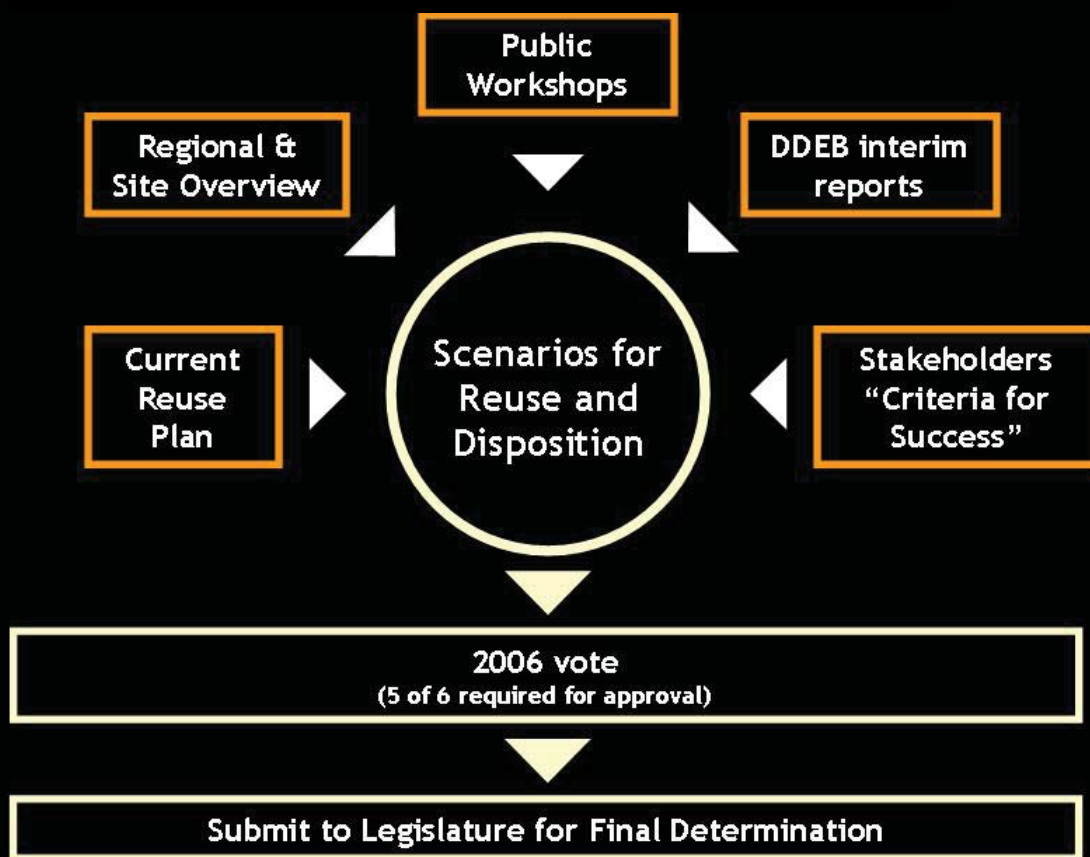 Public
Workshops
Regional &
Site Overview
DDEB interim
reports
Current
Reuse
Plan
Scenarios for
Reuse and
Disposition
Stakeholders
“Criteria for
Success”
2006 vote
(5 of 6 required for approval)
Submit to Legislature for Final Determination